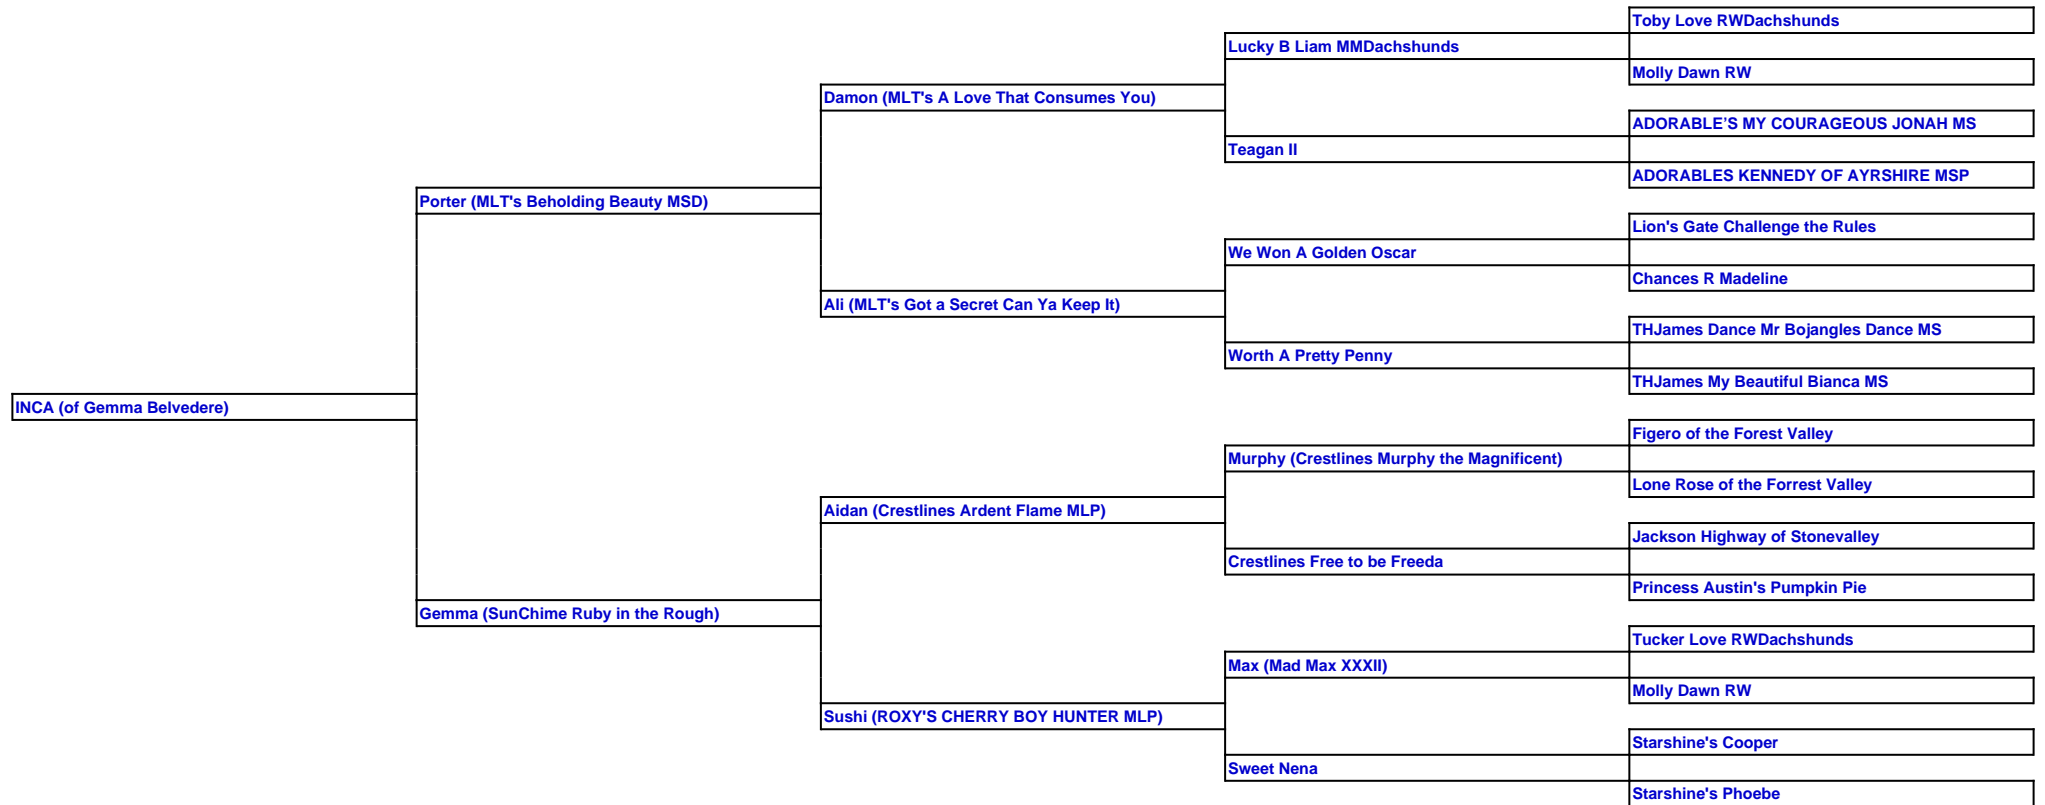 Toby Love RWDachshunds
Lucky B Liam MMDachshunds
Molly Dawn RW
Damon (MLT's A Love That Consumes You)
ADORABLE’S MY COURAGEOUS JONAH MS
Teagan II
ADORABLES KENNEDY OF AYRSHIRE MSP
Porter (MLT's Beholding Beauty MSD)
Lion's Gate Challenge the Rules
We Won A Golden Oscar
Chances R Madeline
Ali (MLT's Got a Secret Can Ya Keep It)
THJames Dance Mr Bojangles Dance MS
Worth A Pretty Penny
THJames My Beautiful Bianca MS
INCA (of Gemma Belvedere)
Figero of the Forest Valley
Murphy (Crestlines Murphy the Magnificent)
Lone Rose of the Forrest Valley
Aidan (Crestlines Ardent Flame MLP)
Jackson Highway of Stonevalley
Crestlines Free to be Freeda
Princess Austin's Pumpkin Pie
Gemma (SunChime Ruby in the Rough)
Tucker Love RWDachshunds
Max (Mad Max XXXII)
Molly Dawn RW
Sushi (ROXY'S CHERRY BOY HUNTER MLP)
Starshine's Cooper
Sweet Nena
Starshine's Phoebe